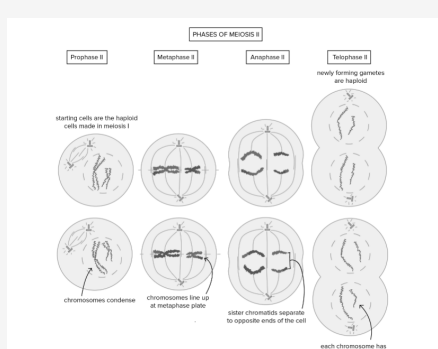 PHASES OF MEIOSIS II
Prophase II
Metaphase II
Anaphase II
Telophase II
newly forming gametes
are haploid
starting cells are the haploid
cells made in meiosis I
chromosomes condense
chromosomes line up
at metaphase plate
sister chromatids separate
to opposite ends of the cell
each chromosome has